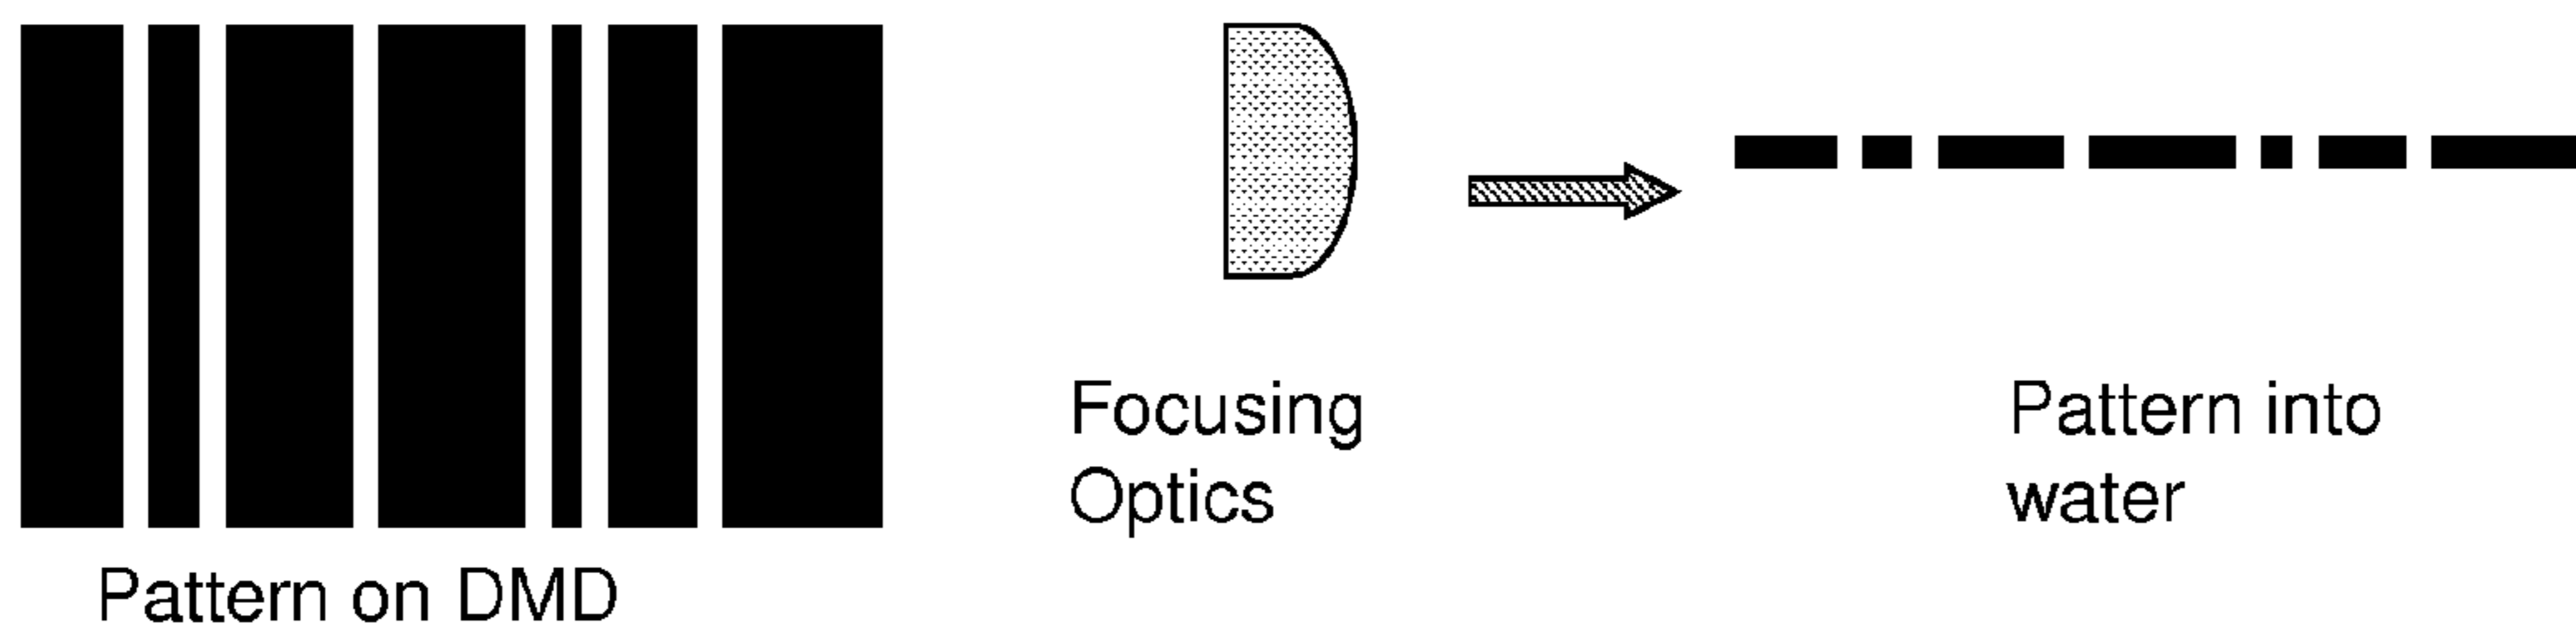 Pattern on DMD
Focusing
Optics
Pattern into
water